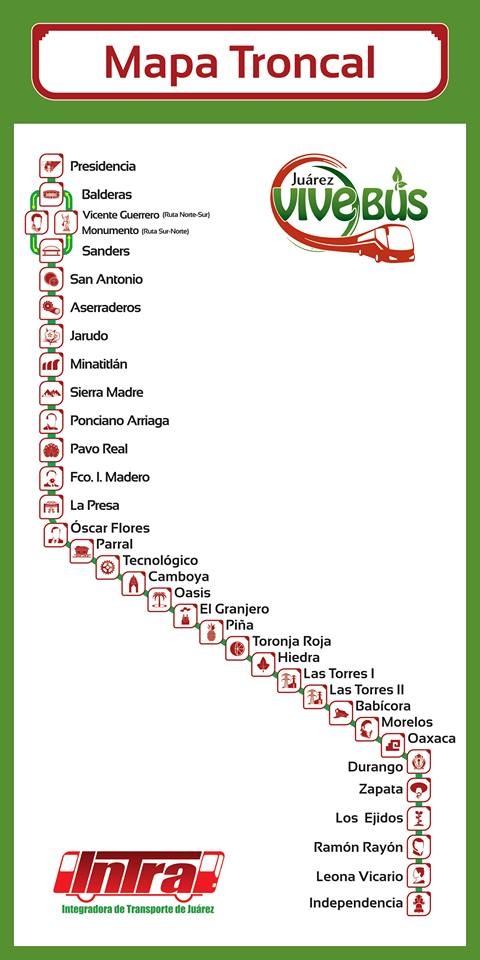 Mapa Troncal
Juárez
VIVEBÚS
Presidencia
Balderas
Vicente Guerrero (Ruta Norte-Sur)
Monumento (Ruta Sur-Norte)
Sanders
San Antonio
Aserraderos
Jarudo
Minatitlán
Sierra Madre
Ponciano Arriaga
Pavo Real
Fco. I. Madero
La Presa
Óscar Flores
Parral
Tecnológico
Camboya
Oasis
El Granjero
Piña
Toronja Roja
Hiedra
Las Torres I
Las Torres II
Babícora
Morelos
Oaxaca
Durango
Zapata
Los Ejidos
Ramón Rayón
Leona Vicario
Independencia
InTra
Integradora de Transporte de Juárez